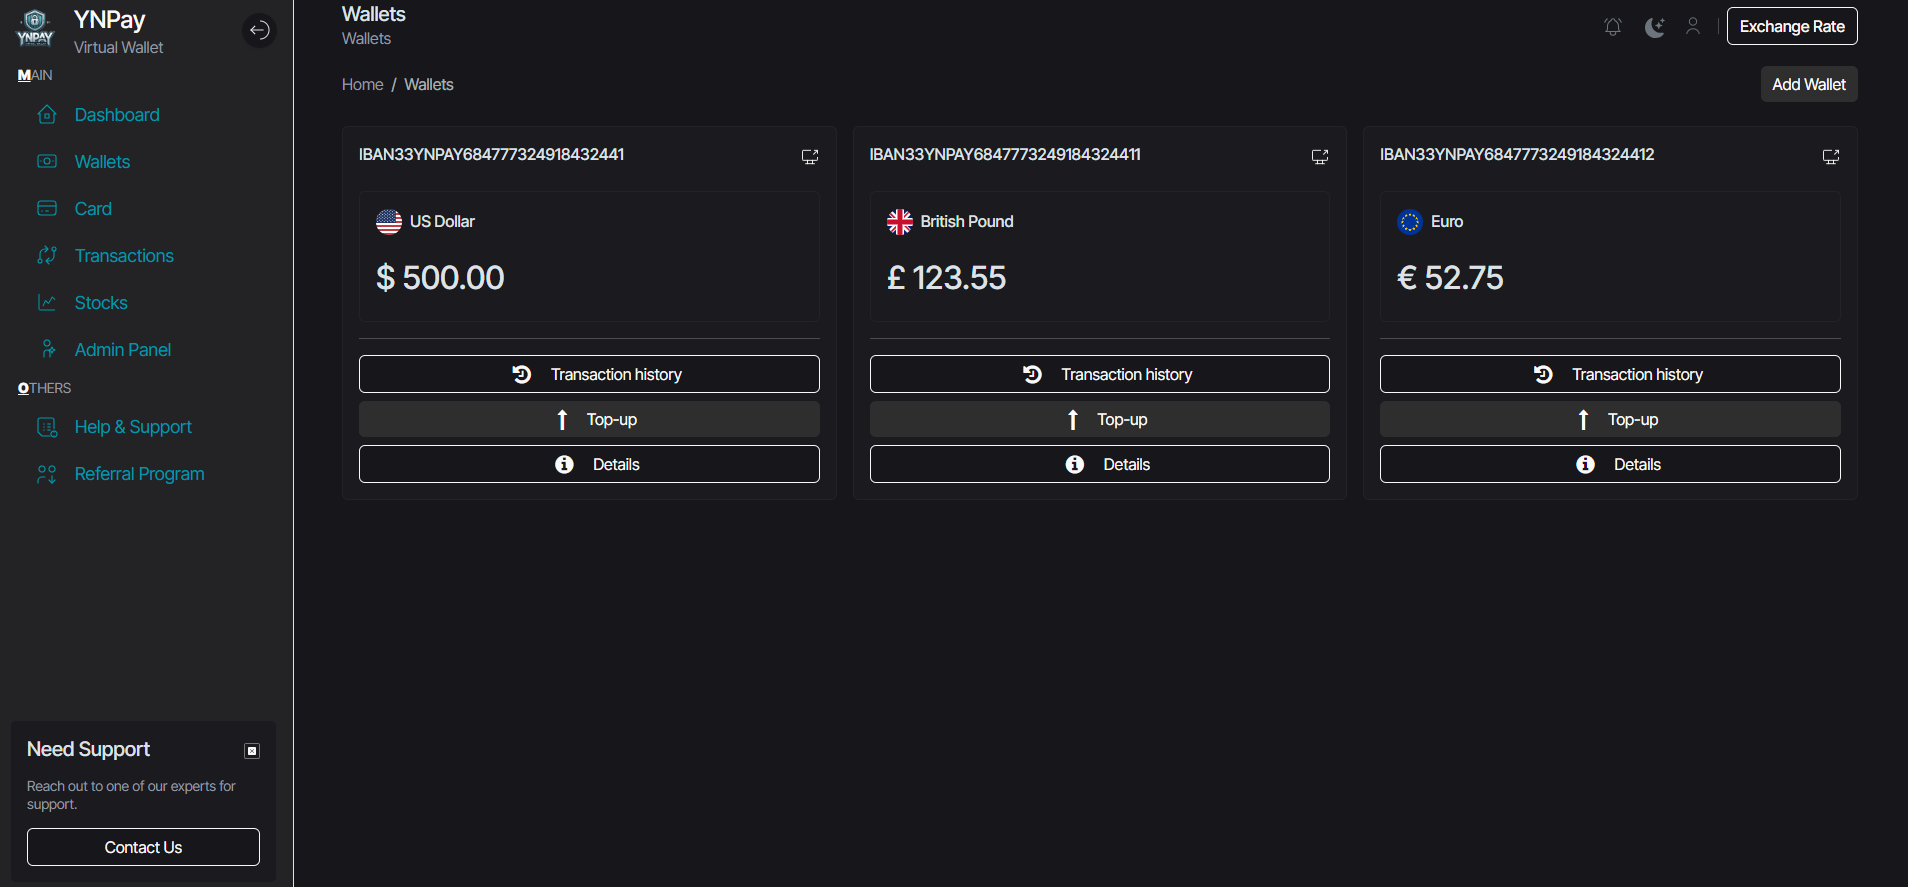 YNPAY
YNPay
Virtual Wallet
MAIN
Dashboard
Wallets
Card
Transactions
Stocks
Admin Panel
OTHERS
Help & Support
Referral Program
Need Support
Reach out to one of our experts for
support.
Contact Us
Wallets
Wallets
Exchange Rate
Home / Wallets
Add Wallet
IBAN33YNPAY684777324918432441
US Dollar
$ 500.00
Transaction history
Top-up
Details
IBAN33YNPAY6847773249184324411
British Pound
£ 123.55
Transaction history
Top-up
Details
IBAN33YNPAY6847773249184324412
Euro
€ 52.75
Transaction history
Top-up
Details